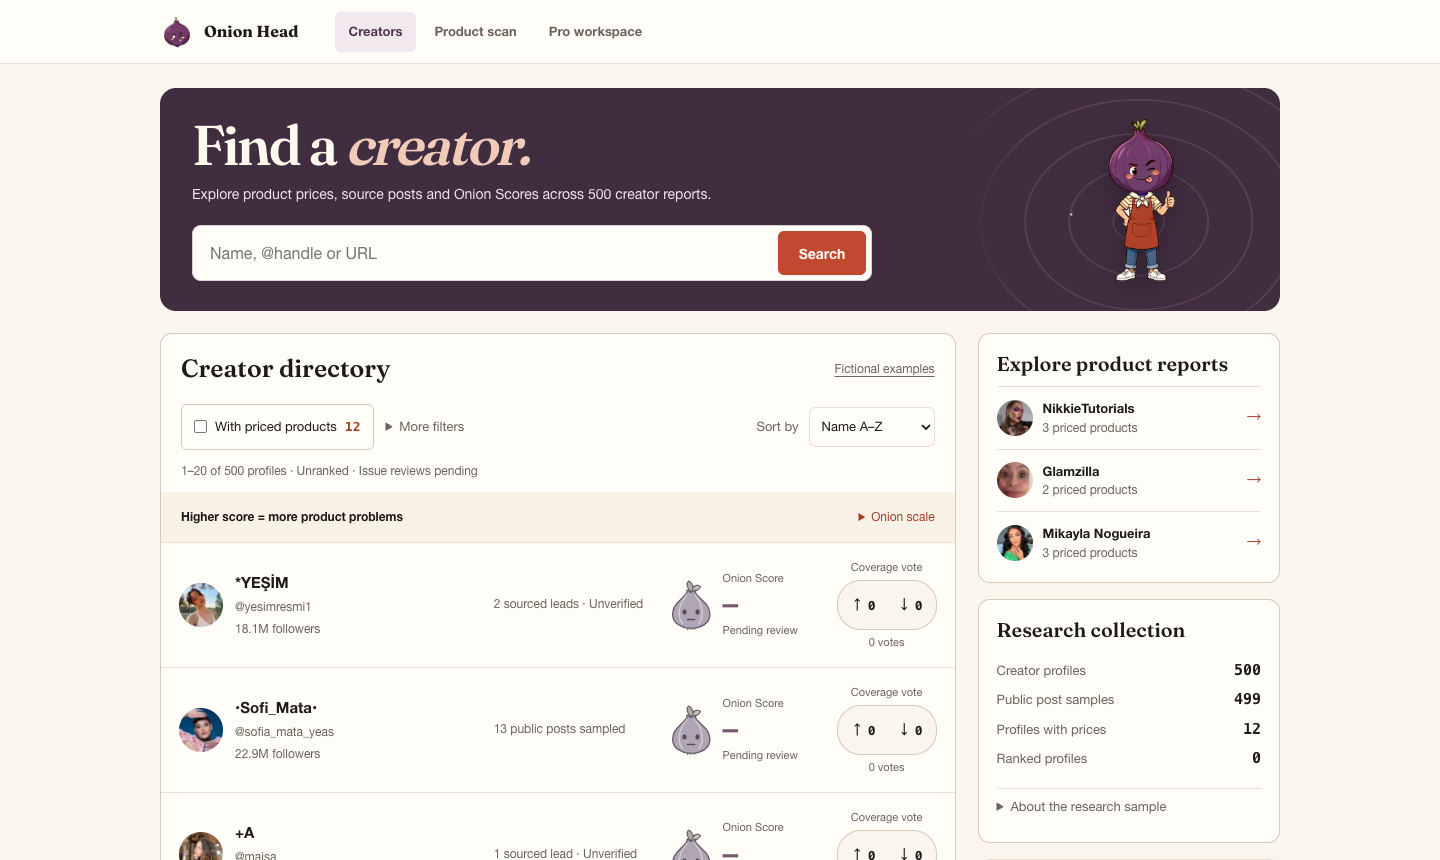 Onion Head
Creators
Product scan
Pro workspace
Find a creator.
Explore product prices, source posts and Onion Scores across 500 creator reports.
Name, @handle or URL
Search
Creator directory
Fictional examples
With priced products 12
More filters
Sort by
Name A–Z
1–20 of 500 profiles · Unranked · Issue reviews pending
Higher score = more product problems
Onion scale
*YEŞİM
@yesimresmi1
18.1M followers
2 sourced leads · Unverified
Onion Score
—
Pending review
Coverage vote
↑ 0 ↓ 0
0 votes
·Sofi_Mata·
@sofia_mata_yeas
22.9M followers
13 public posts sampled
Onion Score
—
Pending review
Coverage vote
↑ 0 ↓ 0
0 votes
+A
@maisa
1 sourced lead · Unverified
Onion Score
—
Coverage vote
↑ 0 ↓ 0
Explore product reports
NikkieTutorials
3 priced products
→
Glamzilla
2 priced products
→
Mikayla Nogueira
3 priced products
→
Research collection
Creator profiles 500
Public post samples 499
Profiles with prices 12
Ranked profiles 0
About the research sample